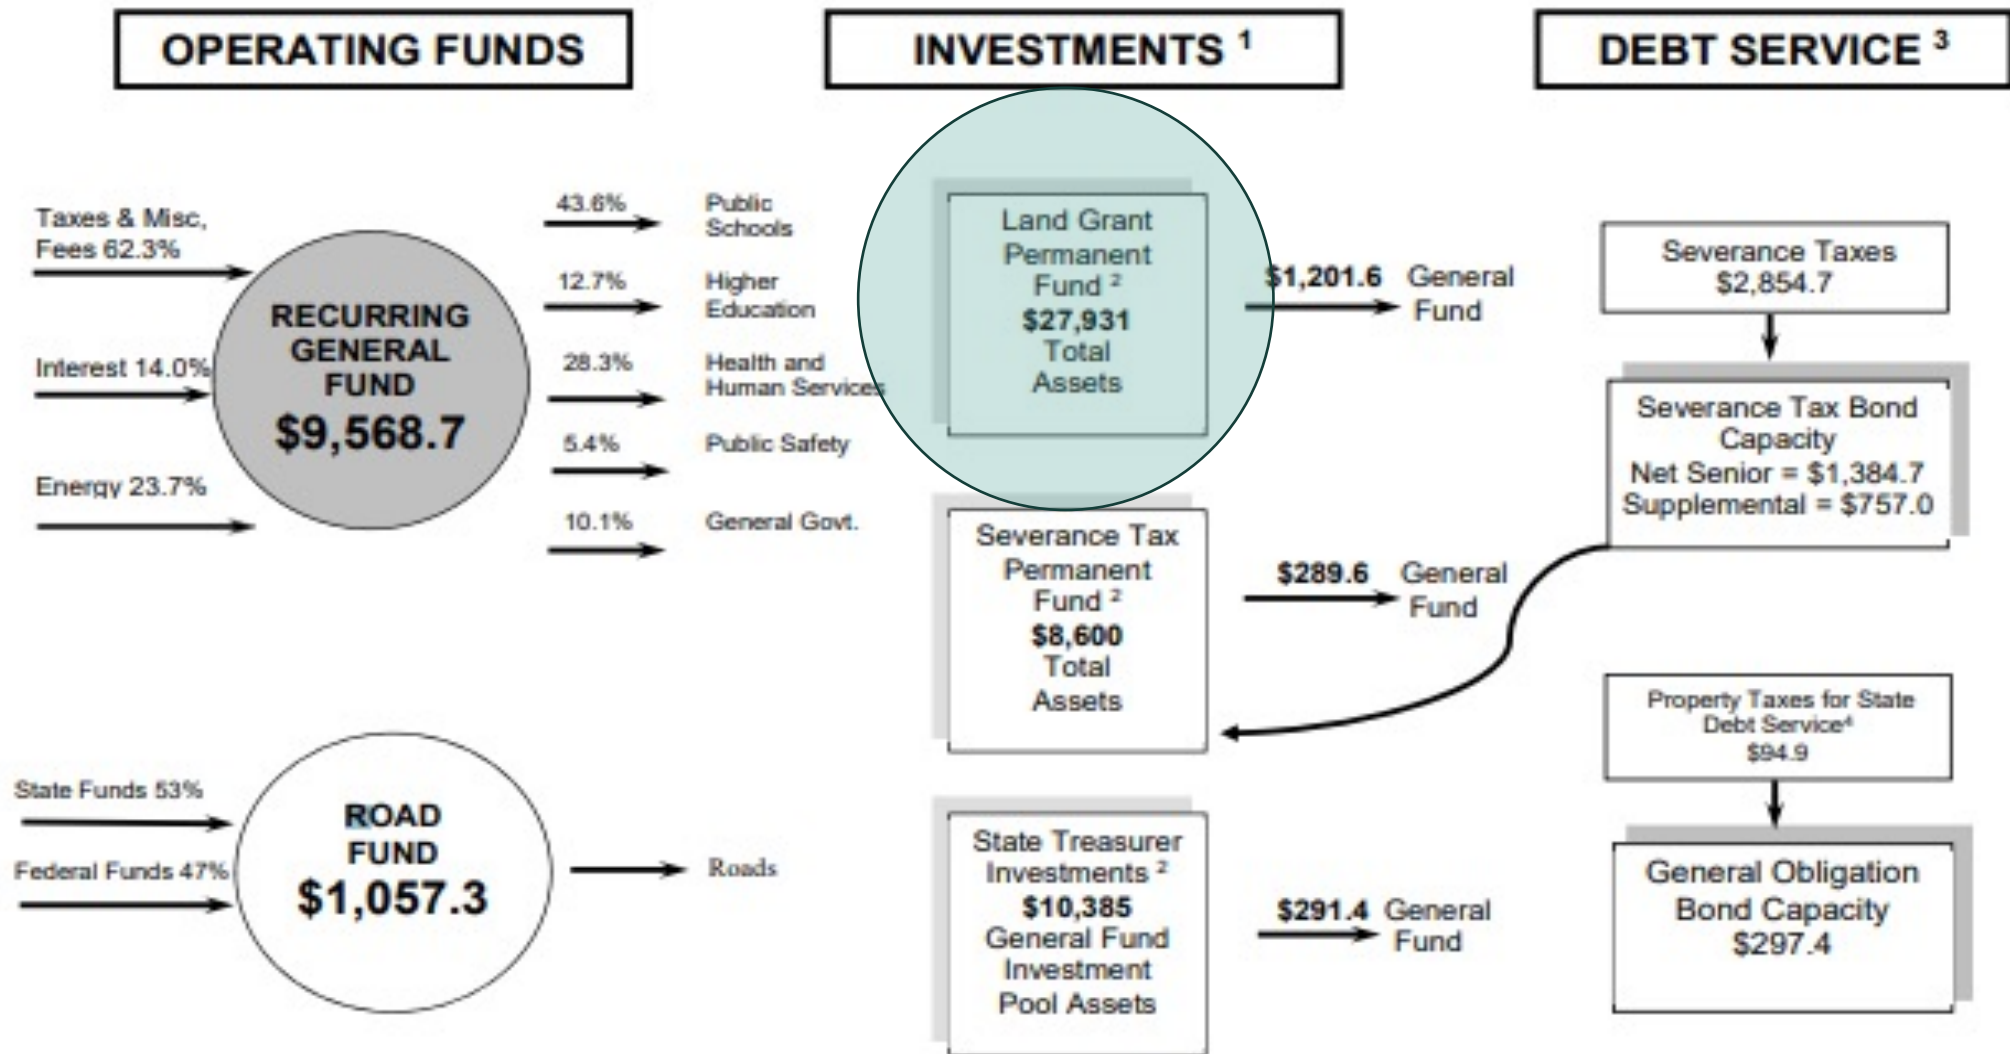 OPERATING FUNDS
INVESTMENTS ¹
DEBT SERVICE ³
Taxes & Misc,
Fees 62.3%
Interest 14.0%
Energy 23.7%
RECURRING
GENERAL
FUND
$9,568.7
43.6%
Public
Schools
12.7%
Higher
Education
28.3%
Health and
Human Services
5.4%
Public Safety
10.1%
General Govt.
State Funds 53%
Federal Funds 47%
ROAD
FUND
$1,057.3
Roads
Land Grant
Permanent
Fund ²
$27,931
Total
Assets
$1,201.6 General
Fund
Severance Tax
Permanent
Fund ²
$8,600
Total
Assets
$289.6 General
Fund
State Treasurer
Investments ²
$10,385
General Fund
Investment
Pool Assets
$291.4 General
Fund
Severance Taxes
$2,854.7
Severance Tax Bond
Capacity
Net Senior = $1,384.7
Supplemental = $757.0
Property Taxes for State
Debt Service⁴
$94.9
General Obligation
Bond Capacity
$297.4